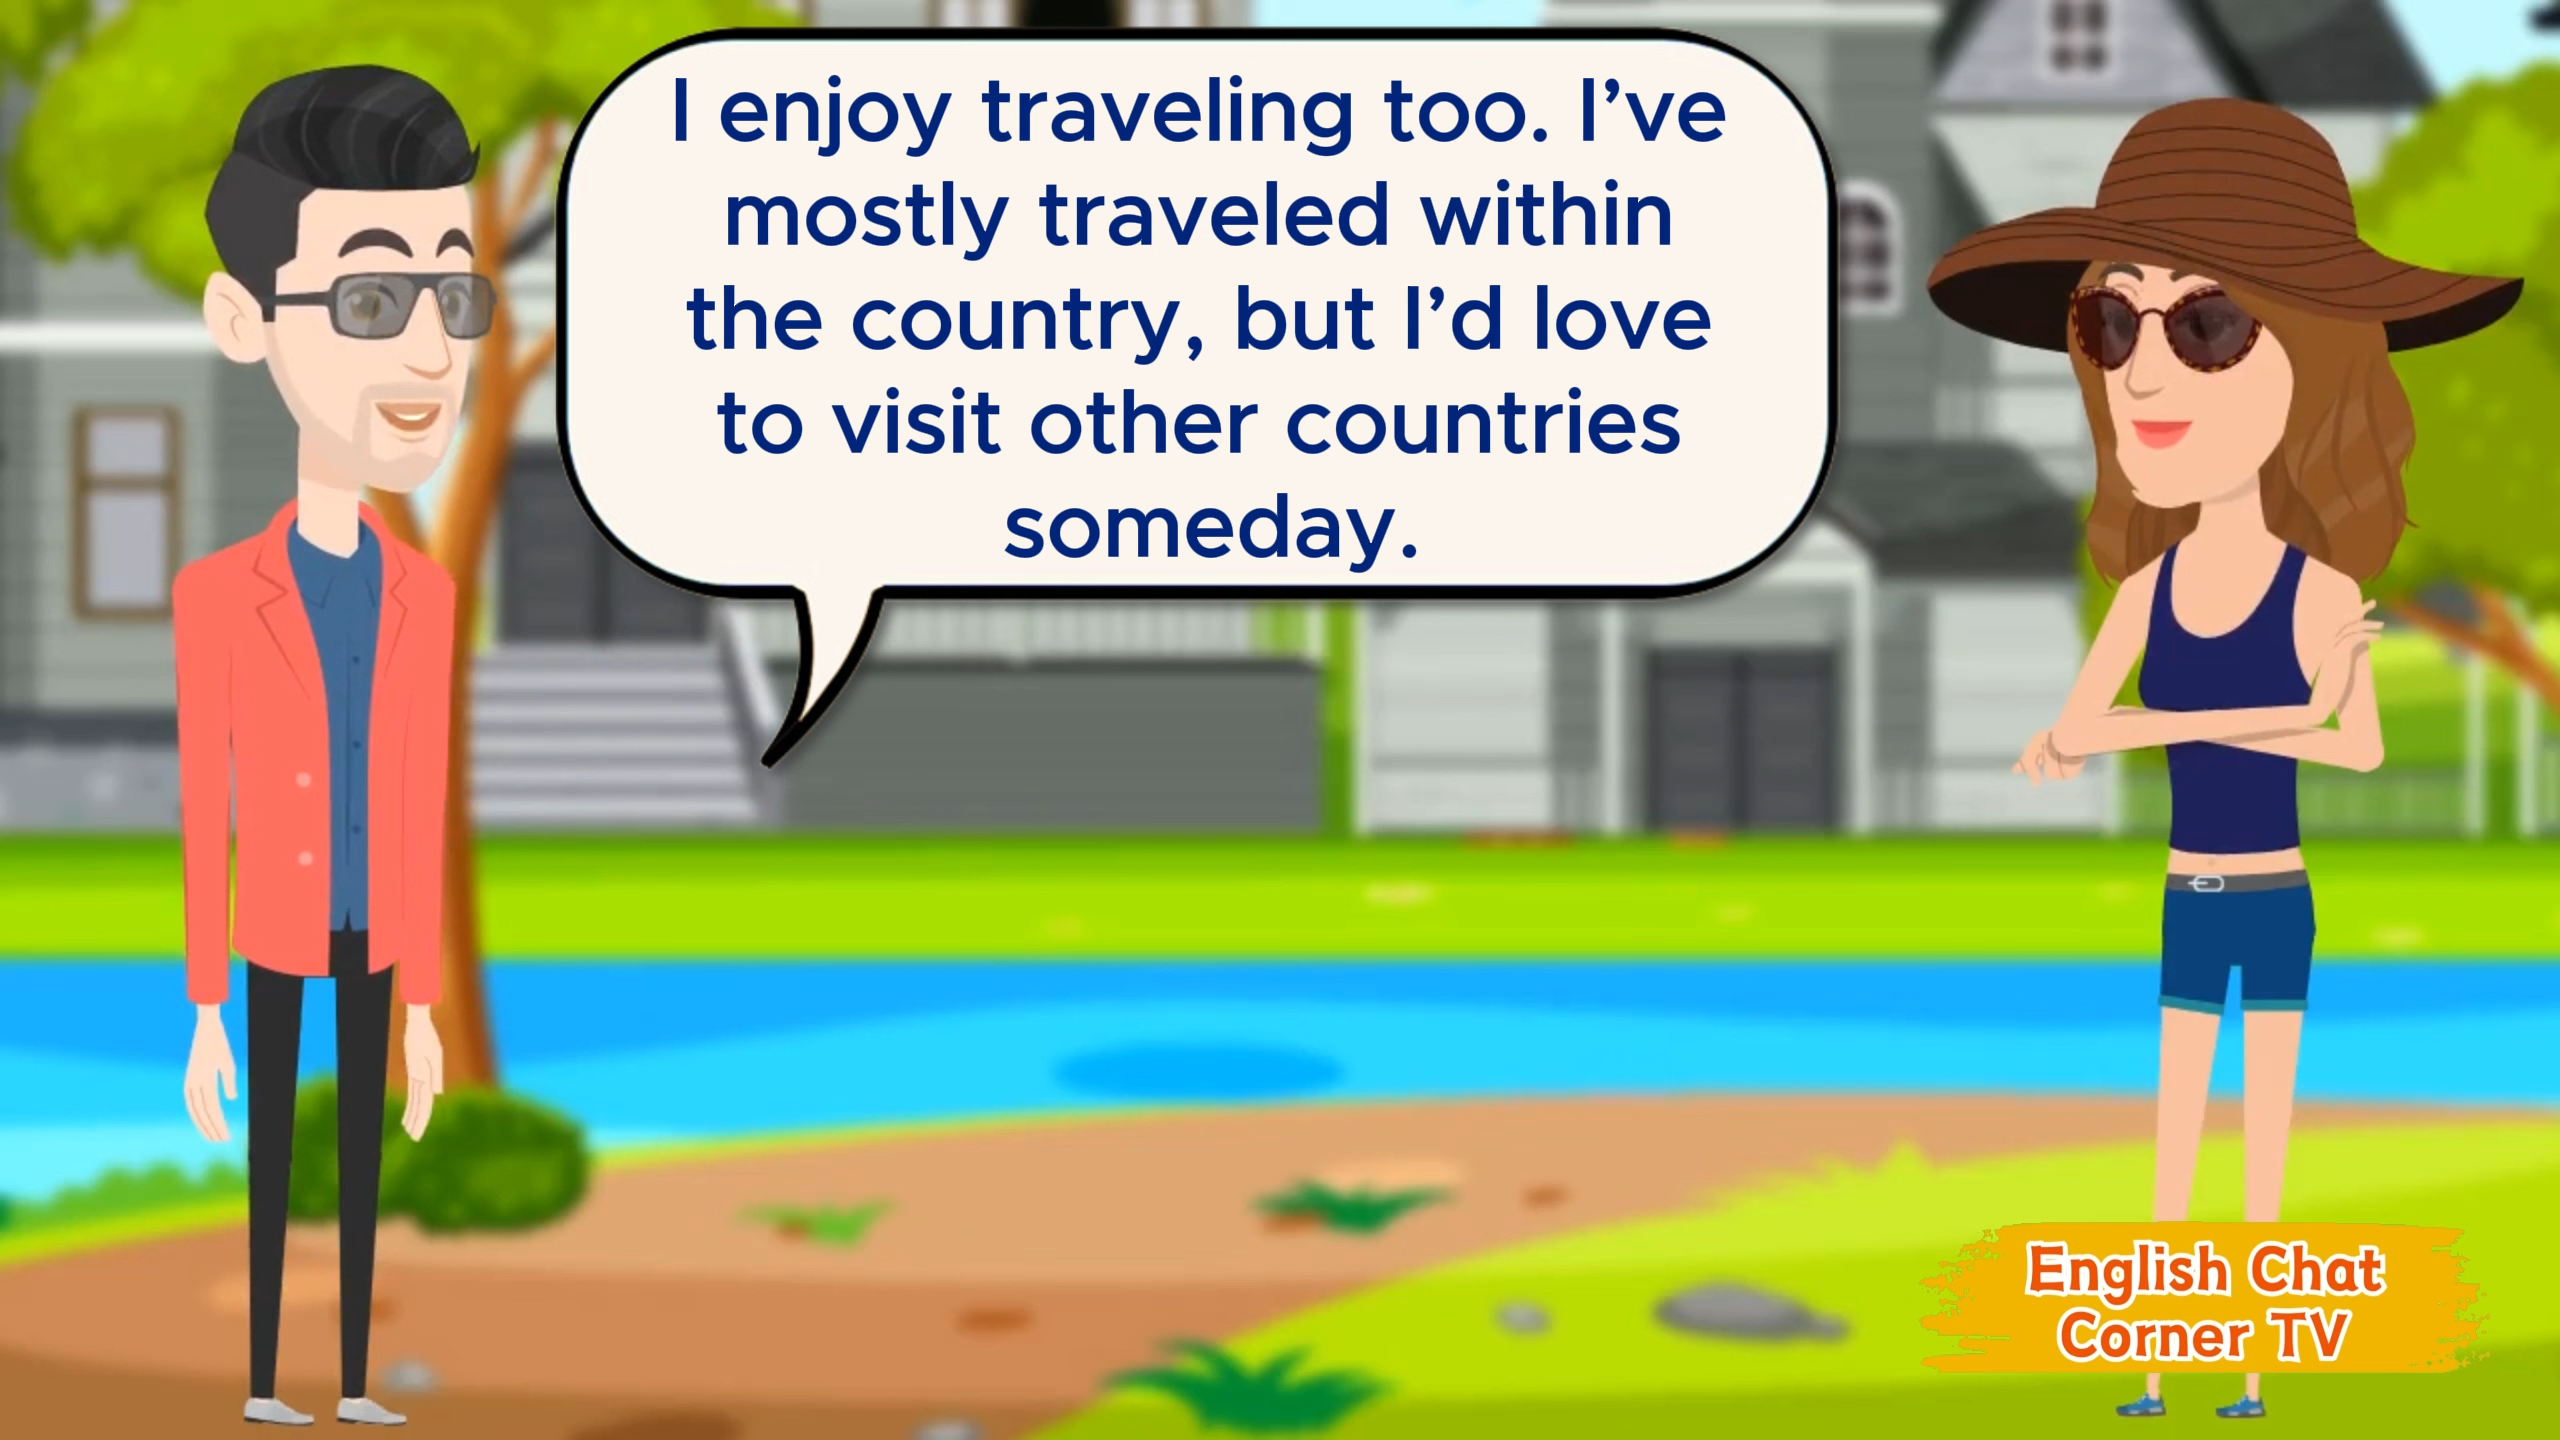 I enjoy traveling too. I’ve
mostly traveled within
the country, but I’d love
to visit other countries
someday.
English Chat
Corner TV